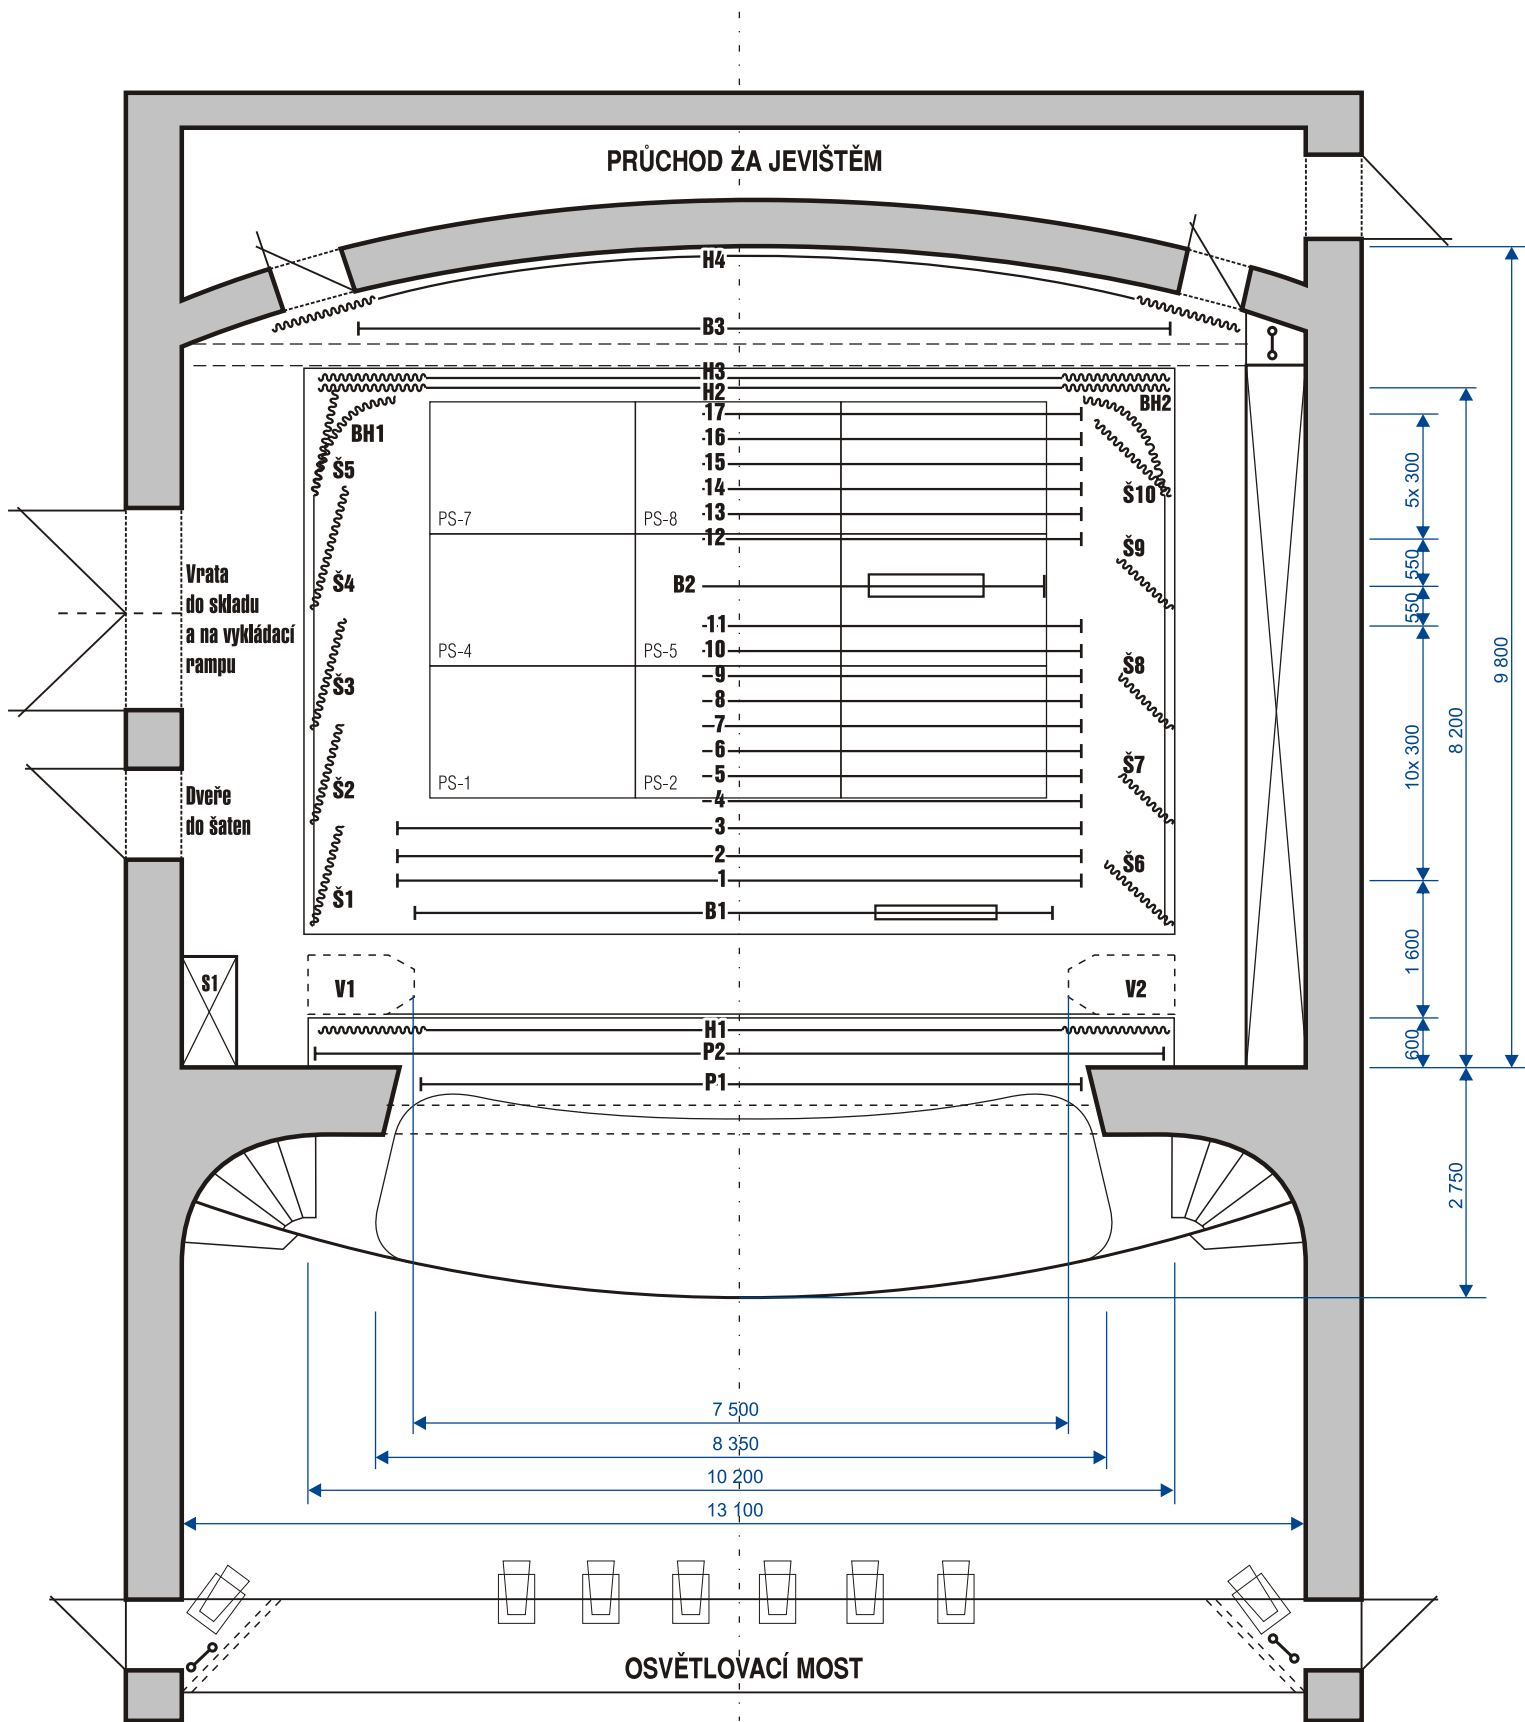 PRŮCHOD ZA JEVIŠTĚM
H4
B3
H3
H2
17
BH1
BH2
16
15
Š5
14
Š10
13
PS-7
PS-8
12
Š9
Vrata
do skladu
a na vykládací
rampu
Š4
B2
11
10
PS-4
PS-5
9
Š3
Š8
8
7
6
5
Š7
PS-1
PS-2
4
Š2
Dveře
do šaten
3
2
1
Š6
Š1
B1
S1
V1
V2
H1
P2
P1
5x 300
550
550
10x 300
1 600
600
8 200
9 800
2 750
7 500
8 350
10 200
13 100
OSVĚTLOVACÍ MOST